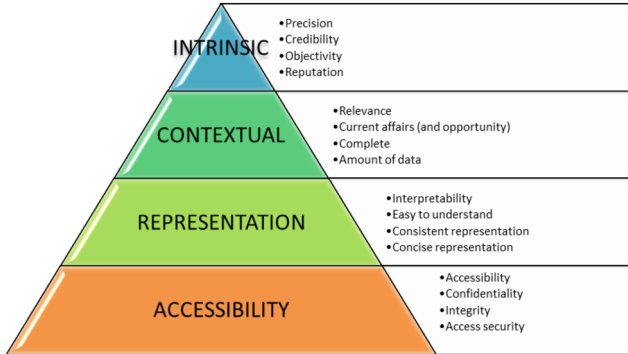 INTRINSIC
•Precision
•Credibility
•Objectivity
•Reputation
CONTEXTUAL
•Relevance
•Current affairs (and opportunity)
•Complete
•Amount of data
REPRESENTATION
•Interpretability
•Easy to understand
•Consistent representation
•Concise representation
ACCESSIBILITY
•Accessibility
•Confidentiality
•Integrity
•Access security